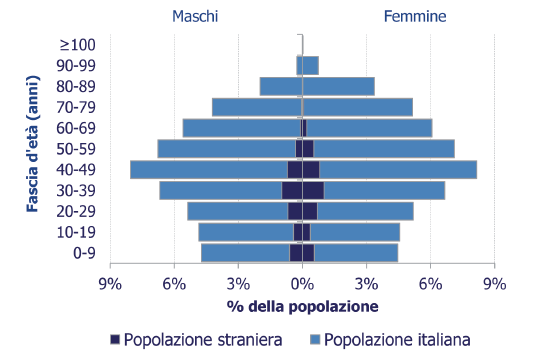 Maschi Femmine
Fascia d'età (anni)
≥100
90-99
80-89
70-79
60-69
50-59
40-49
30-39
20-29
10-19
0-9
9% 6% 3% 0% 3% 6% 9%
% della popolazione
Popolazione straniera Popolazione italiana